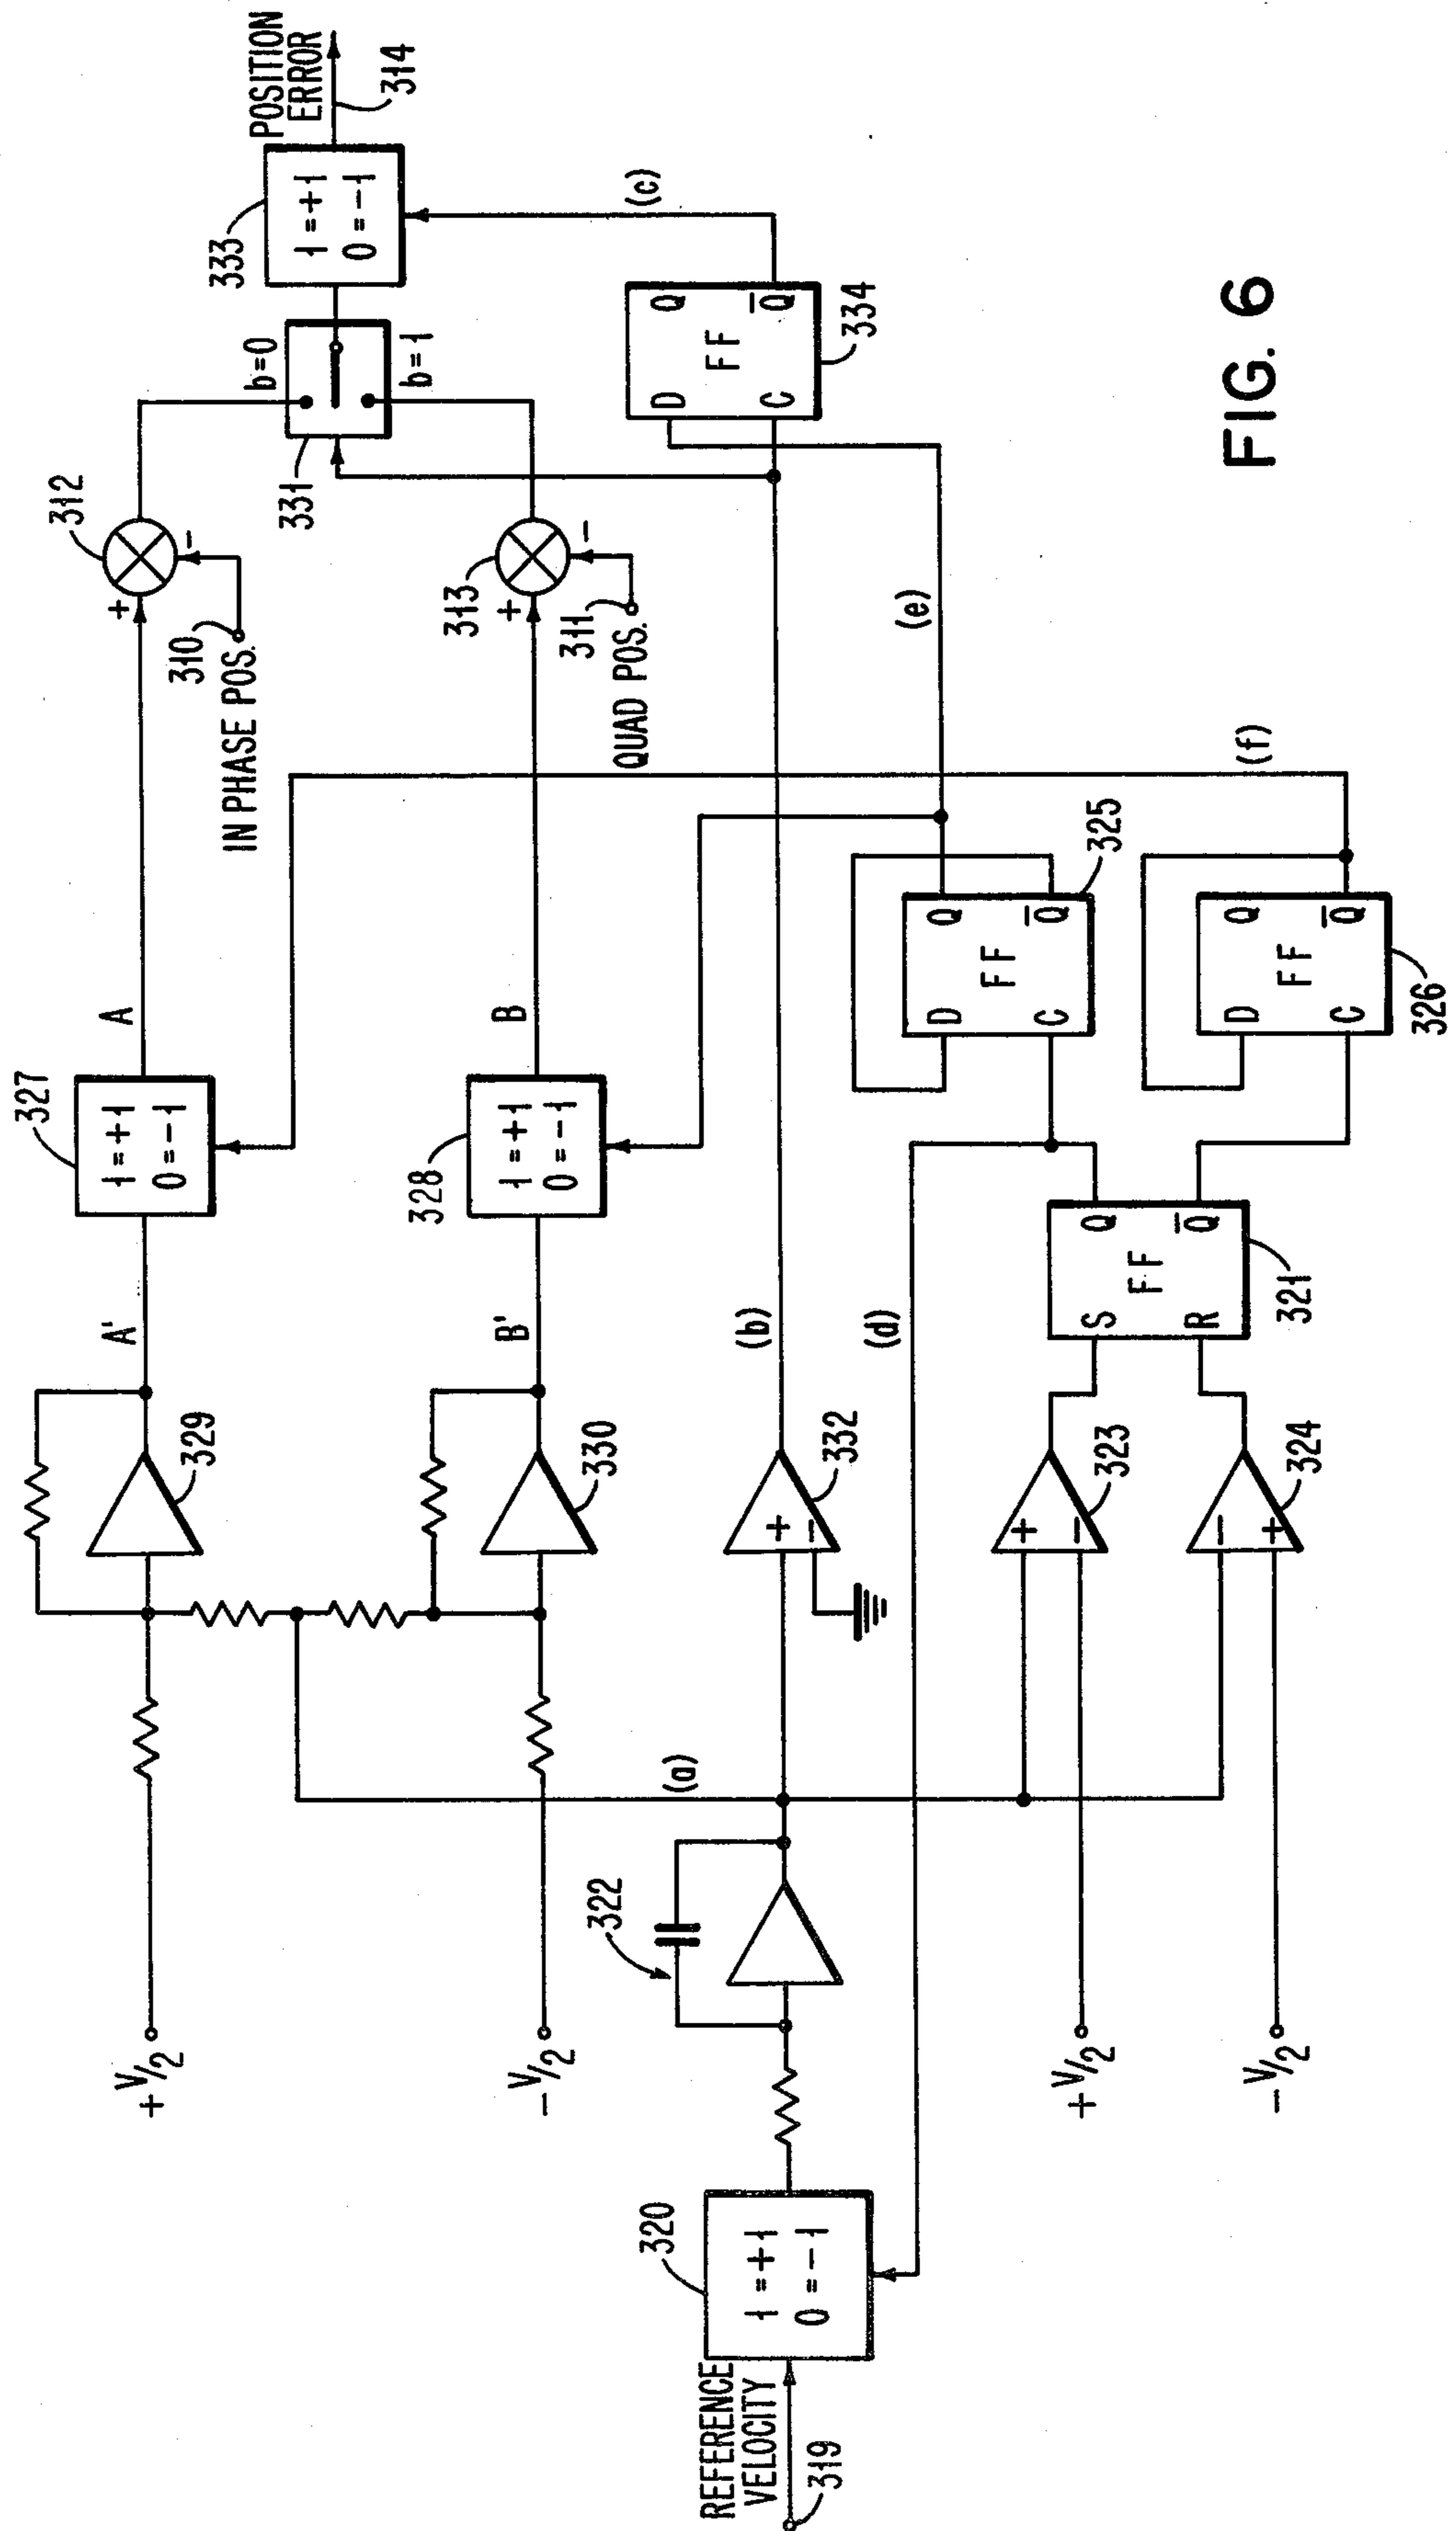 POSITION
ERROR
314
333
1 = +1
0 = -1
(c)
331
b=0
b=1
D Q
FF
C Q̅
334
312
+
-
310
IN PHASE POS.
313
+
-
311
QUAD POS.
(e)
(f)
327
A
1 = +1
0 = -1
A'
328
B
1 = +1
0 = -1
B'
325
D Q
FF
C Q̅
326
D Q
FF
C Q̅
(b)
(d)
321
S Q
FF
R Q̅
329
330
332
+
-
323
+
-
324
-
+
(a)
322
+V/2
-V/2
+V/2
-V/2
320
1 = +1
0 = -1
REFERENCE
VELOCITY
319
FIG. 6